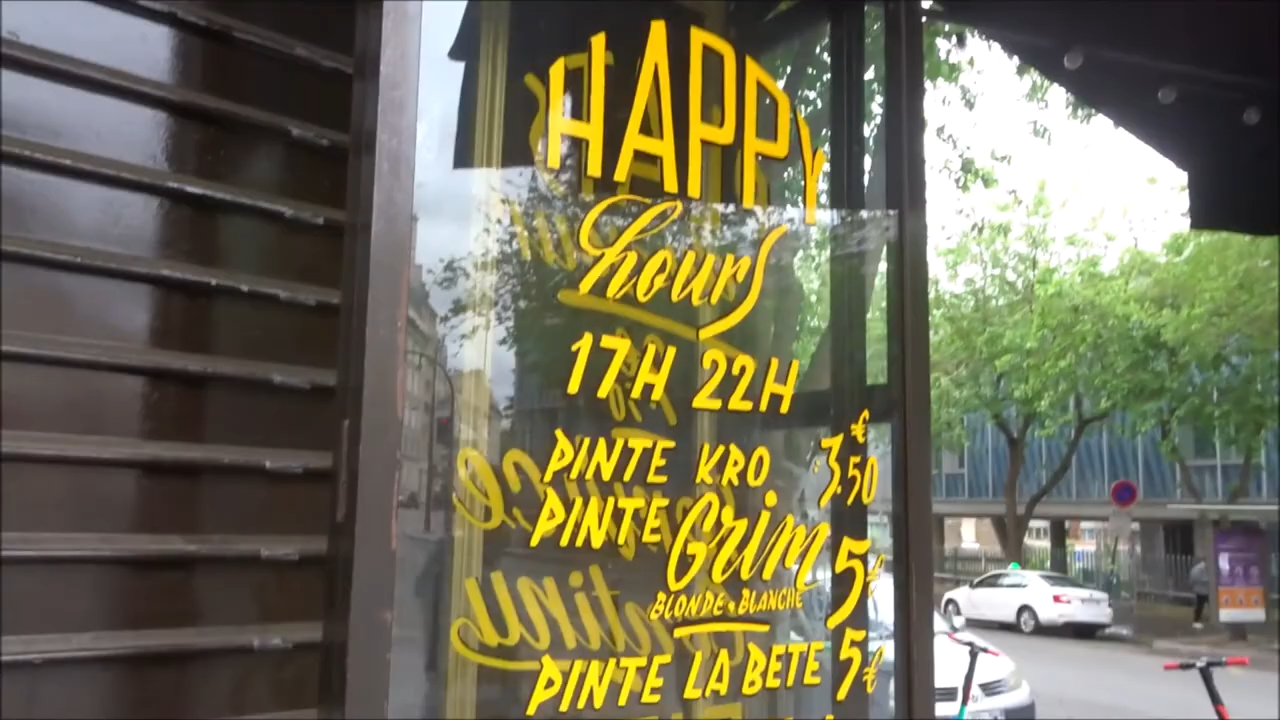 HAPPY
hours
17H 22H
PINTE KRO 3.50€
PINTE Grim 5€
BLONDE • BLANCHE
PINTE LA BETE 5€